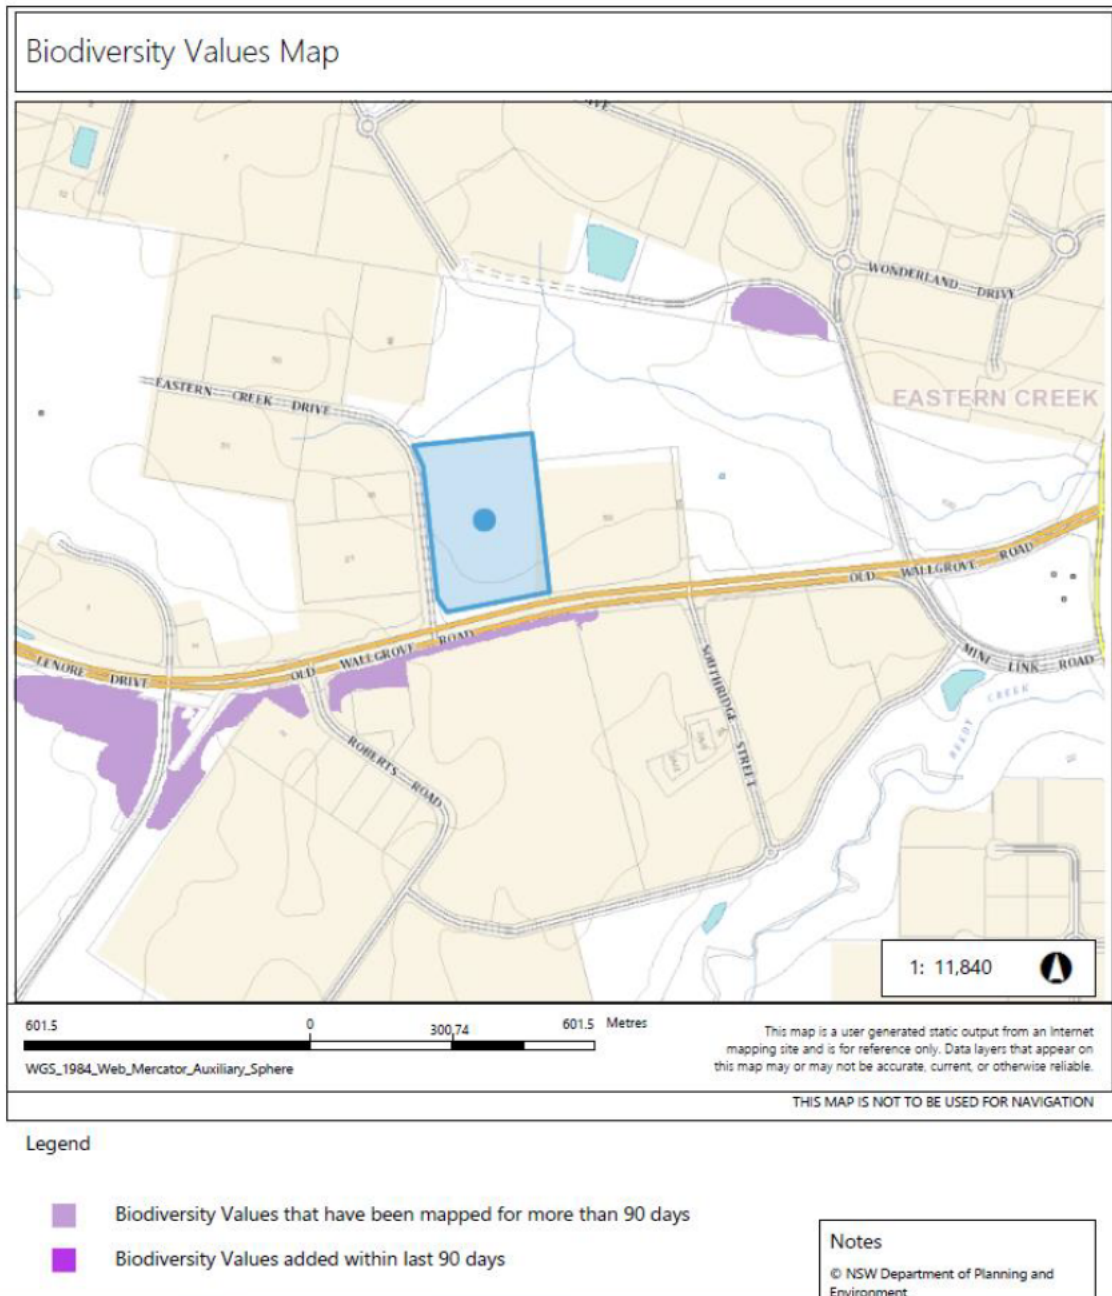 Biodiversity Values Map
WONDERLAND DRIVE
EASTERN CREEK
EASTERN CREEK DRIVE
OLD WALLGROVE ROAD
OLD WALLGROVE ROAD
LENORE DRIVE
MINI LINK ROAD
SOUTHRIDGE STREET
ROBERTS ROAD
REEDY CREEK
1: 11,840
601.5 0 300.74 601.5 Metres
WGS_1984_Web_Mercator_Auxiliary_Sphere
This map is a user generated static output from an Internet
mapping site and is for reference only. Data layers that appear on
this map may or may not be accurate, current, or otherwise reliable.
THIS MAP IS NOT TO BE USED FOR NAVIGATION
Legend
Biodiversity Values that have been mapped for more than 90 days
Biodiversity Values added within last 90 days
Notes
© NSW Department of Planning and
Environment